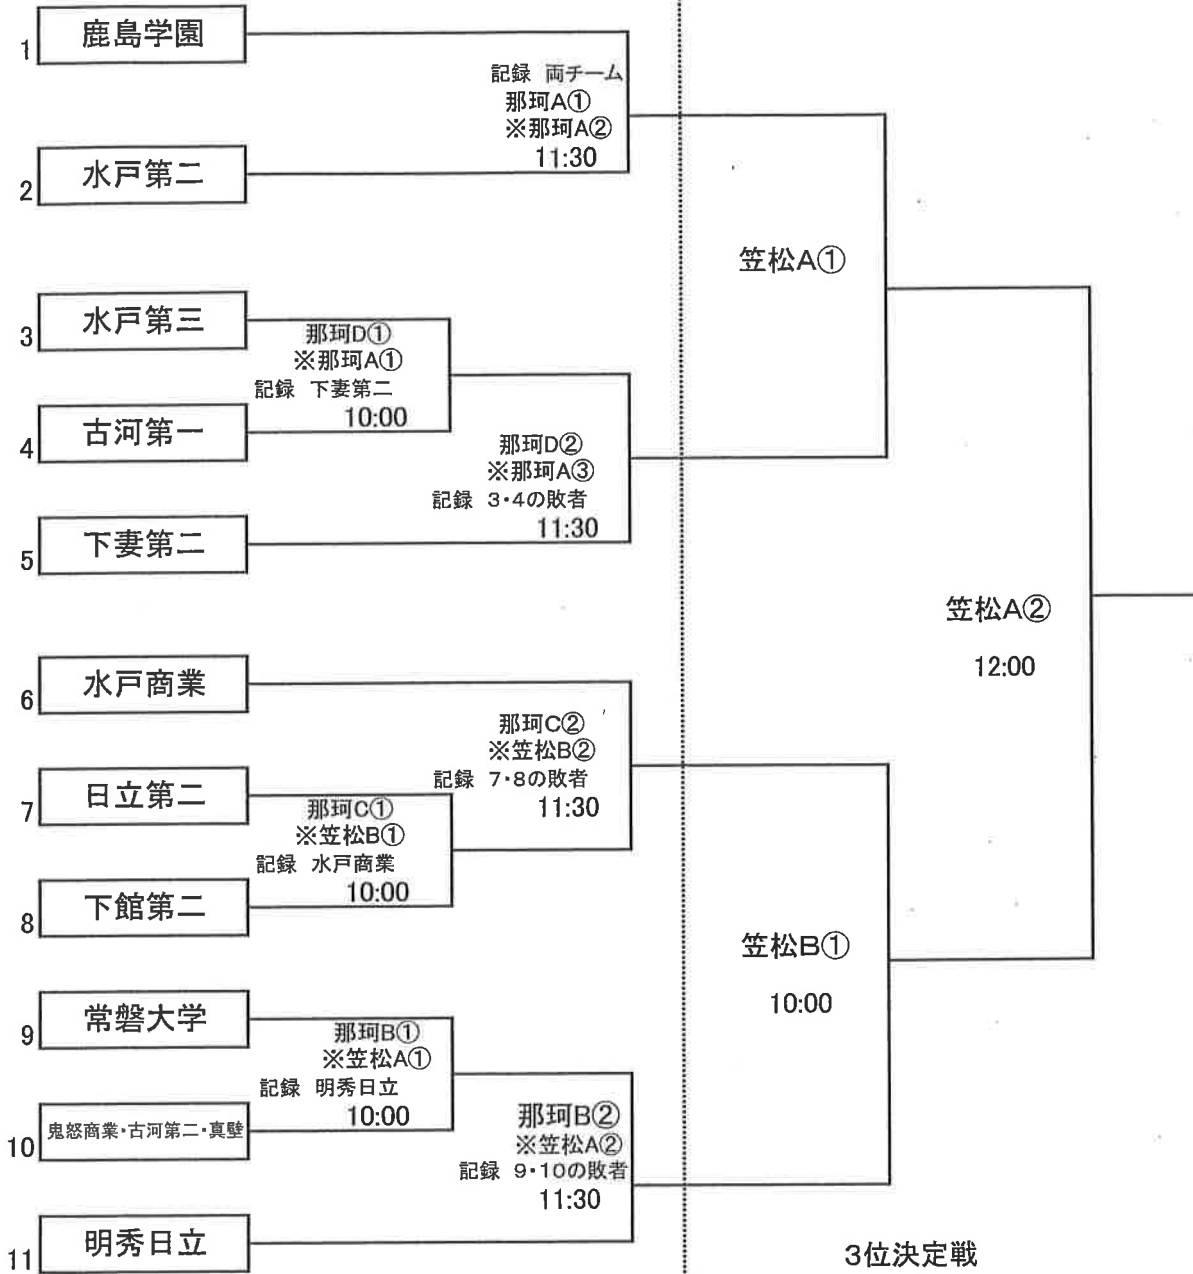 1 鹿島学園
記録 両チーム
那珂A①
※那珂A②
11:30
2 水戸第二
笠松A①
3 水戸第三
那珂D①
※那珂A①
記録 下妻第二
10:00
4 古河第一
那珂D②
※那珂A③
記録 3・4の敗者
11:30
5 下妻第二
笠松A②
12:00
6 水戸商業
那珂C②
※笠松B②
記録 7・8の敗者
11:30
7 日立第二
那珂C①
※笠松B①
記録 水戸商業
10:00
8 下館第二
笠松B①
10:00
9 常磐大学
那珂B①
※笠松A①
記録 明秀日立
10:00
10 鬼怒商業・古河第二・真壁
那珂B②
※笠松A②
記録 9・10の敗者
11:30
11 明秀日立
3位決定戦